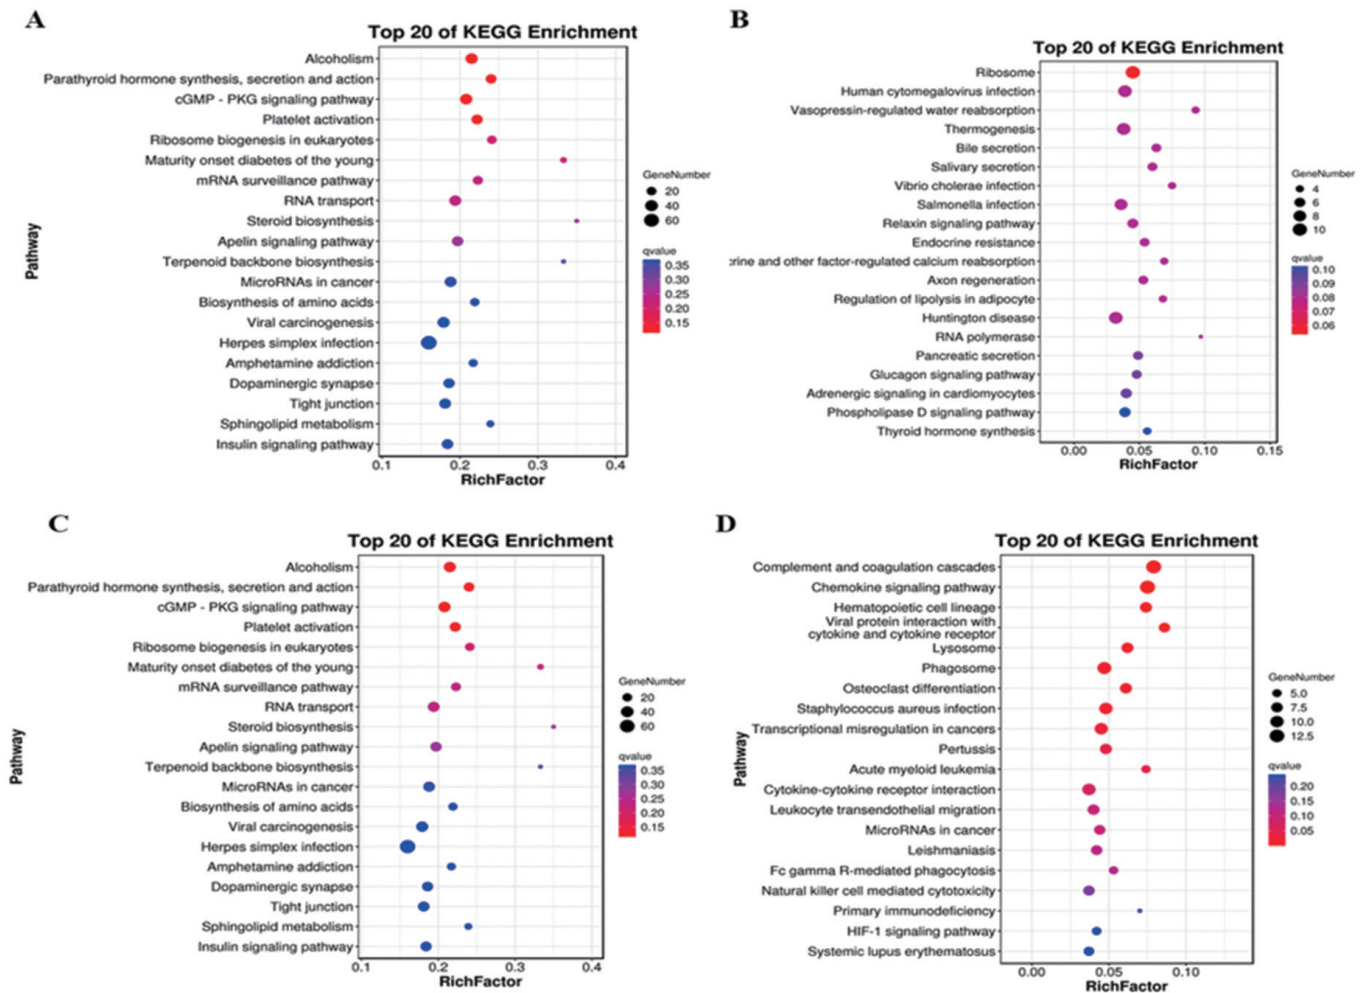 A
Top 20 of KEGG Enrichment
Pathway
Alcoholism
Parathyroid hormone synthesis, secretion and action
cGMP - PKG signaling pathway
Platelet activation
Ribosome biogenesis in eukaryotes
Maturity onset diabetes of the young
mRNA surveillance pathway
RNA transport
Steroid biosynthesis
Apelin signaling pathway
Terpenoid backbone biosynthesis
MicroRNAs in cancer
Biosynthesis of amino acids
Viral carcinogenesis
Herpes simplex infection
Amphetamine addiction
Dopaminergic synapse
Tight junction
Sphingolipid metabolism
Insulin signaling pathway
0.1 0.2 0.3 0.4
RichFactor
GeneNumber
20
40
60
qvalue
0.35
0.30
0.25
0.20
0.15
B
Top 20 of KEGG Enrichment
Ribosome
Human cytomegalovirus infection
Vasopressin-regulated water reabsorption
Thermogenesis
Bile secretion
Salivary secretion
Vibrio cholerae infection
Salmonella infection
Relaxin signaling pathway
Endocrine resistance
crine and other factor-regulated calcium reabsorption
Axon regeneration
Regulation of lipolysis in adipocyte
Huntington disease
RNA polymerase
Pancreatic secretion
Glucagon signaling pathway
Adrenergic signaling in cardiomyocytes
Phospholipase D signaling pathway
Thyroid hormone synthesis
0.00 0.05 0.10 0.15
RichFactor
GeneNumber
4
6
8
10
qvalue
0.10
0.09
0.08
0.07
0.06
C
Top 20 of KEGG Enrichment
Pathway
Alcoholism
Parathyroid hormone synthesis, secretion and action
cGMP - PKG signaling pathway
Platelet activation
Ribosome biogenesis in eukaryotes
Maturity onset diabetes of the young
mRNA surveillance pathway
RNA transport
Steroid biosynthesis
Apelin signaling pathway
Terpenoid backbone biosynthesis
MicroRNAs in cancer
Biosynthesis of amino acids
Viral carcinogenesis
Herpes simplex infection
Amphetamine addiction
Dopaminergic synapse
Tight junction
Sphingolipid metabolism
Insulin signaling pathway
0.1 0.2 0.3 0.4
RichFactor
GeneNumber
20
40
60
qvalue
0.35
0.30
0.25
0.20
0.15
D
Top 20 of KEGG Enrichment
Pathway
Complement and coagulation cascades
Chemokine signaling pathway
Hematopoietic cell lineage
Viral protein interaction with
cytokine and cytokine receptor
Lysosome
Phagosome
Osteoclast differentiation
Staphylococcus aureus infection
Transcriptional misregulation in cancers
Pertussis
Acute myeloid leukemia
Cytokine-cytokine receptor interaction
Leukocyte transendothelial migration
MicroRNAs in cancer
Leishmaniasis
Fc gamma R-mediated phagocytosis
Natural killer cell mediated cytotoxicity
Primary immunodeficiency
HIF-1 signaling pathway
Systemic lupus erythematosus
0.00 0.05 0.10
RichFactor
GeneNumber
5.0
7.5
10.0
12.5
qvalue
0.20
0.15
0.10
0.05